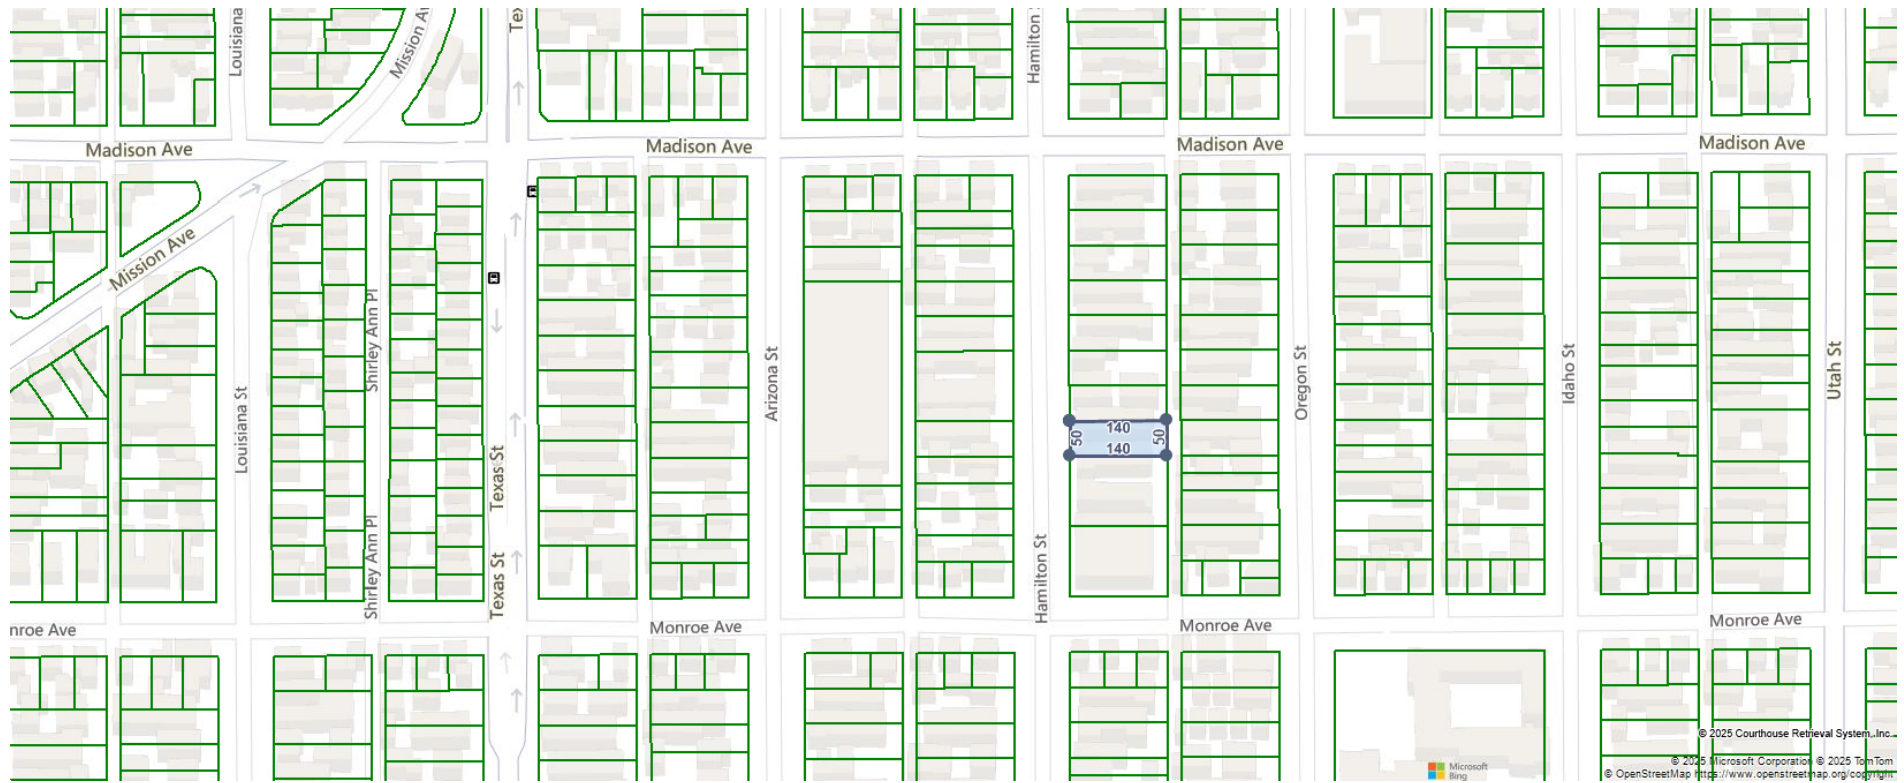 Louisiana
Mission Av
Tex
Hamilton S
Madison Ave
Madison Ave
Madison Ave
Madison Ave
Mission Ave
Shirley Ann Pl
Louisiana St
Texas St
Arizona St
140
50
50
140
Oregon St
Idaho St
Utah St
Shirley Ann Pl
Texas St
Hamilton St
nroe Ave
Monroe Ave
Monroe Ave
Monroe Ave
© 2025 Courthouse Retrieval System, Inc.
Microsoft
Bing
© 2025 Microsoft Corporation © 2025 TomTom
© OpenStreetMap https://www.openstreetmap.org/copyright